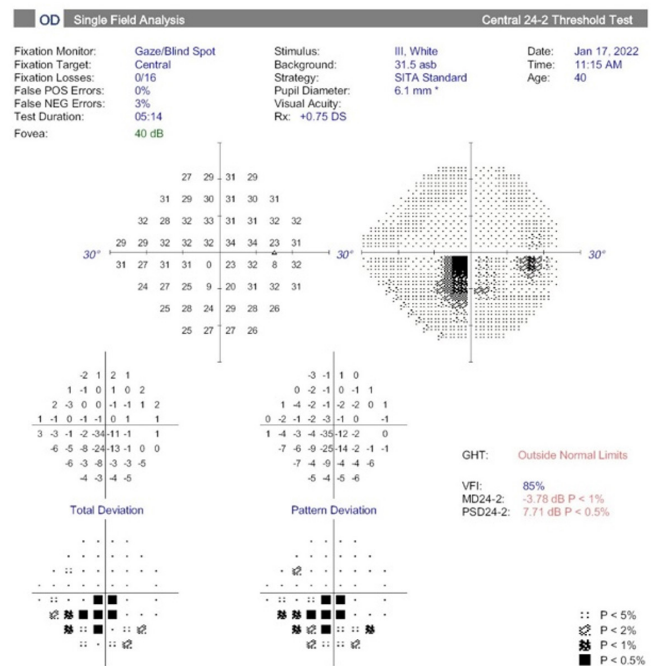 OD Single Field Analysis Central 24-2 Threshold Test
Fixation Monitor: Gaze/Blind Spot
Fixation Target: Central
Fixation Losses: 0/16
False POS Errors: 0%
False NEG Errors: 3%
Test Duration: 05:14
Fovea: 40 dB
Stimulus: III, White
Background: 31.5 asb
Strategy: SITA Standard
Pupil Diameter: 6.1 mm *
Visual Acuity:
Rx: +0.75 DS
Date: Jan 17, 2022
Time: 11:15 AM
Age: 40
27 29 31 29
31 29 30 31 30 31
32 28 32 33 31 31 32 32
29 29 32 32 32 34 34 23 31
30° 30° 30°
31 27 31 31 0 23 32 8 32
24 27 25 9 20 31 32 31
25 28 24 29 28 26
25 27 27 26
-2 1 2 1
1 -1 0 1 0 2
2 -3 0 0 -1 -1 1 2
1 -1 0 -1 -1 0 1 1
3 -3 -1 -2 -34 -11 -1 1
-6 -5 -8 -24 -13 -1 0 0
-6 -3 -8 -3 -3 -5
-4 -3 -4 -5
Total Deviation
-3 -1 1 0
0 -2 -1 0 -1 1
1 -4 -2 -1 -2 -2 0 1
0 -2 -1 -2 -3 -1 0 -1
1 -4 -3 -4 -35 -12 -2 0
-7 -6 -9 -25 -14 -2 -1 -1
-7 -4 -9 -4 -4 -6
-5 -4 -5 -6
Pattern Deviation
GHT: Outside Normal Limits
VFI: 85%
MD24-2: -3.78 dB P < 1%
PSD24-2: 7.71 dB P < 0.5%
P < 5%
P < 2%
P < 1%
P < 0.5%